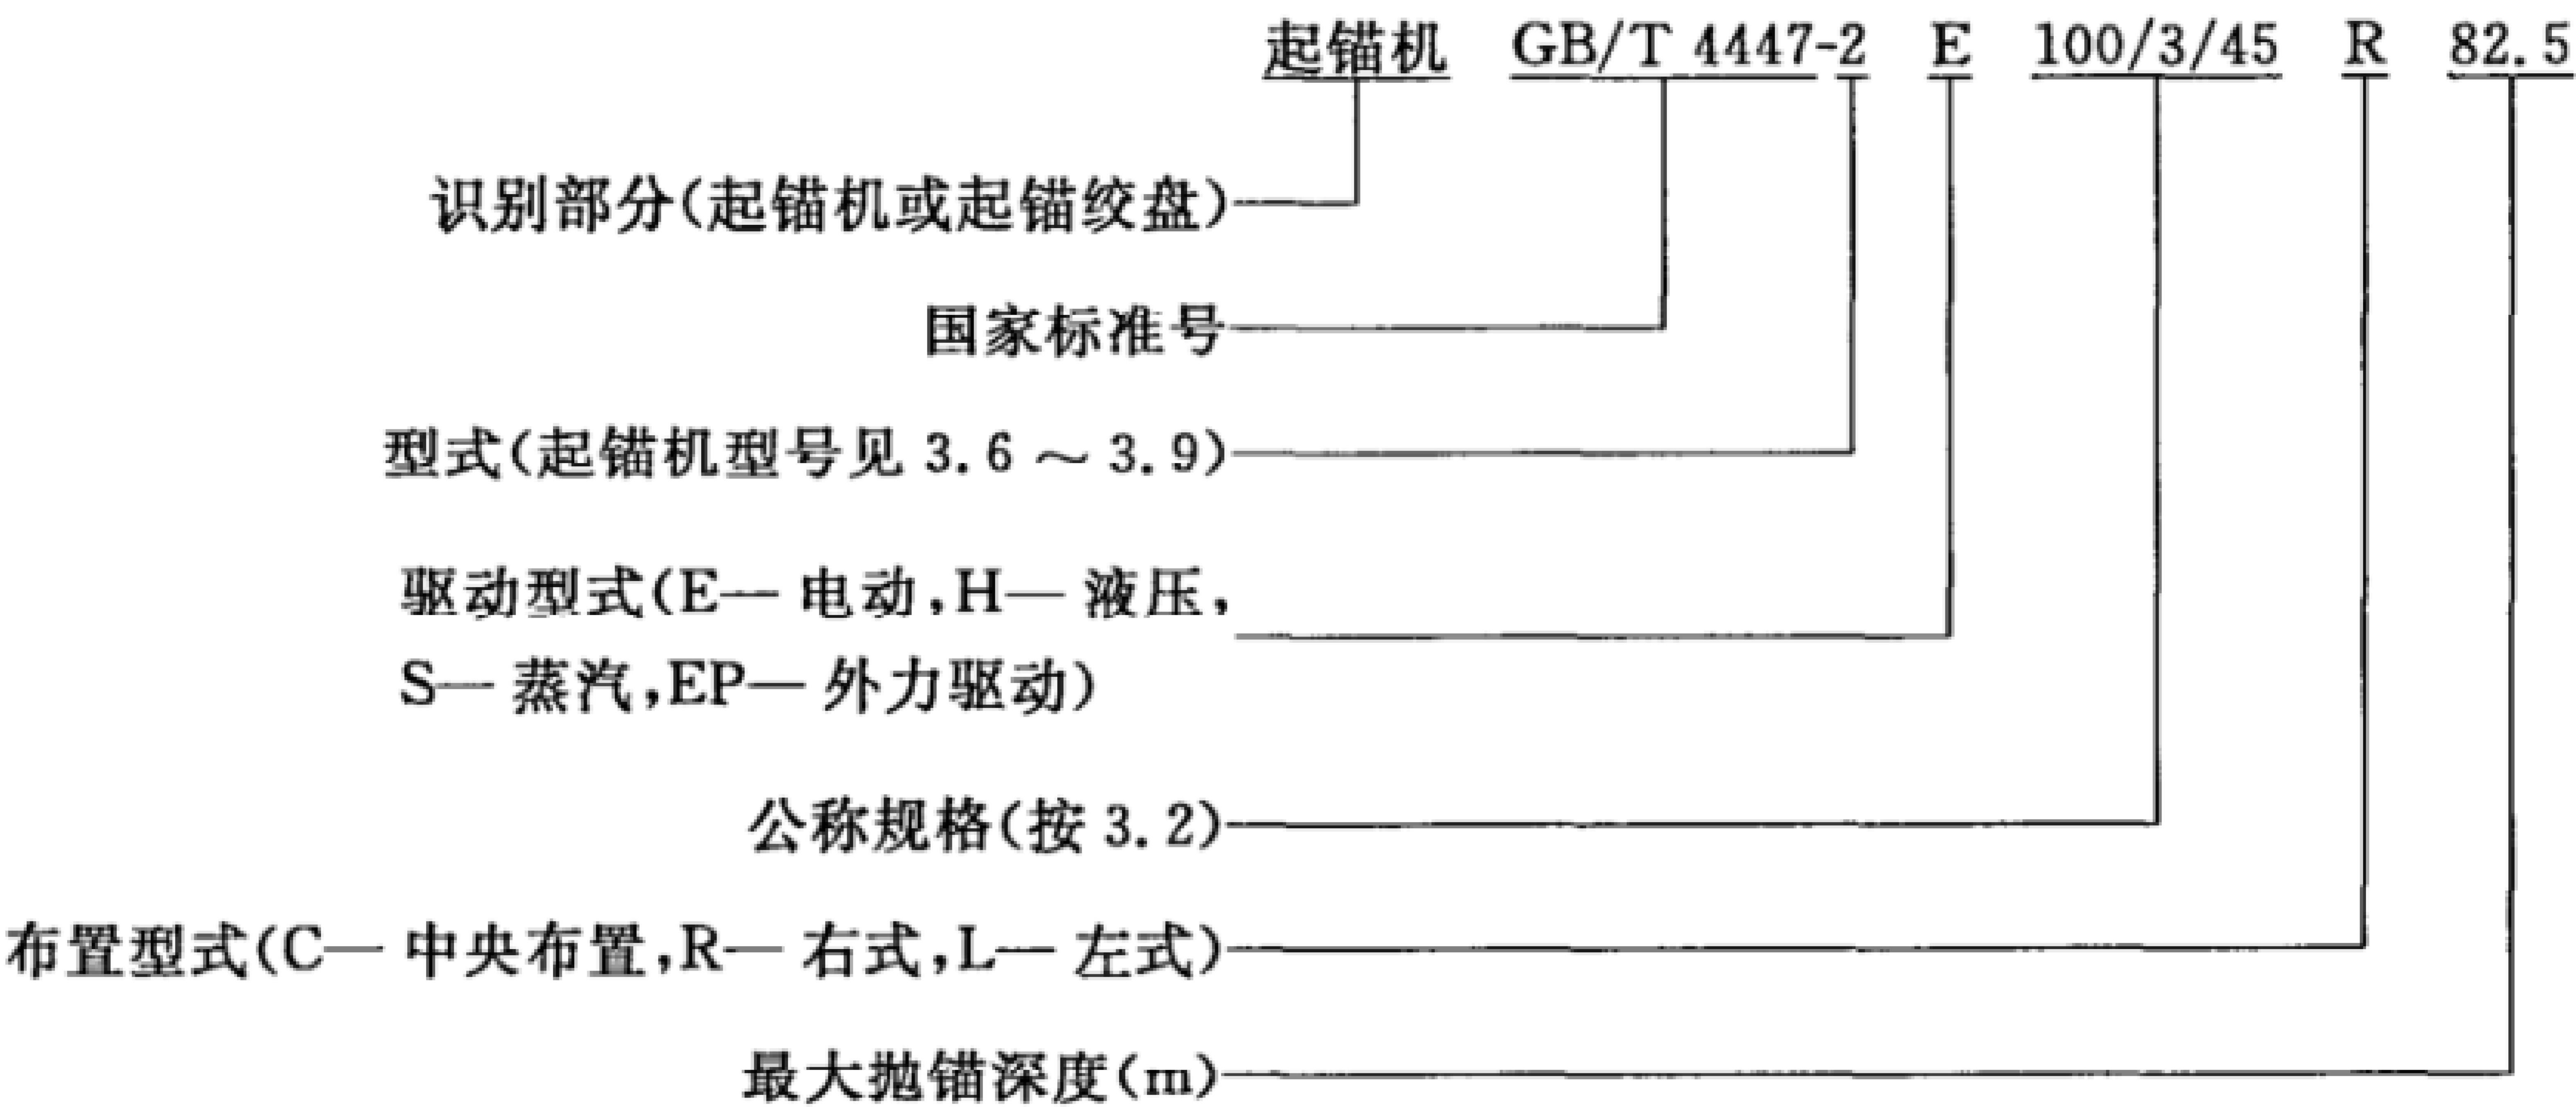 起锚机 GB/T 4447-2 E 100/3/45 R 82.5
识别部分(起锚机或起锚绞盘)
国家标准号
型式(起锚机型号见 3.6 ～ 3.9)
驱动型式(E— 电动,H— 液压,
S— 蒸汽,EP— 外力驱动)
公称规格(按 3.2)
布置型式(C— 中央布置,R— 右式,L— 左式)
最大抛锚深度(m)